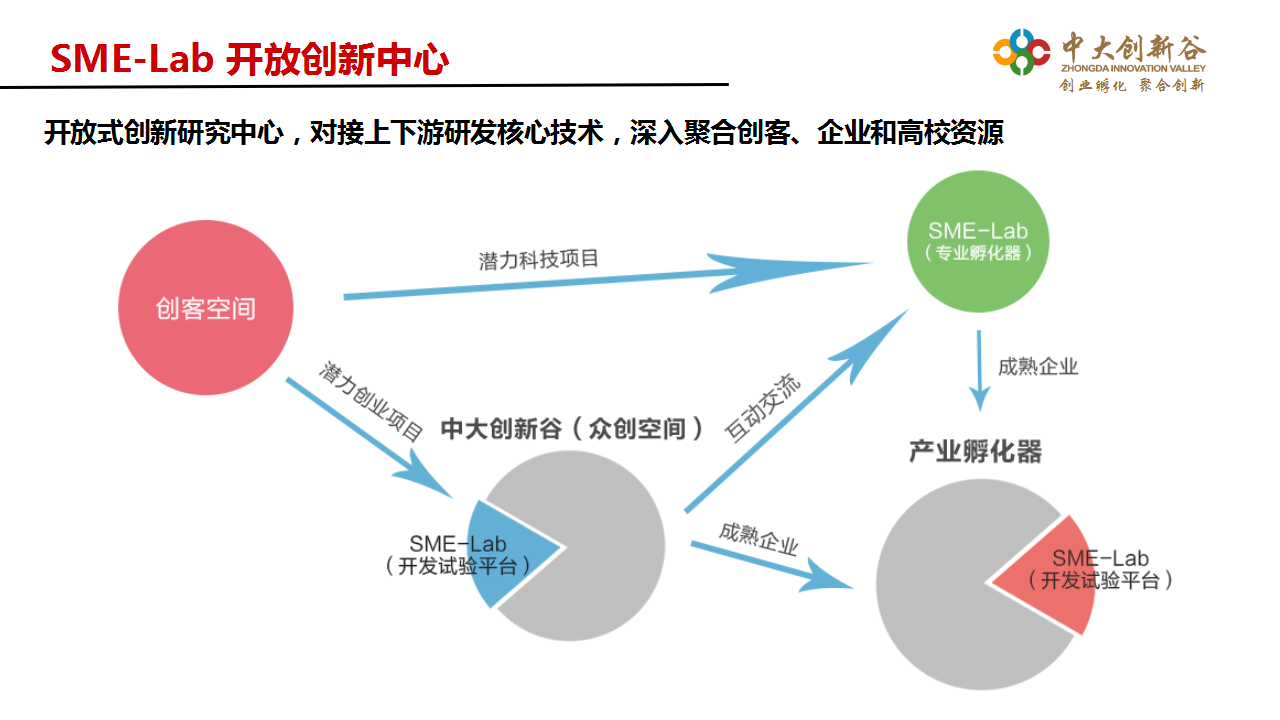 SME-Lab 开放创新中心
中大创新谷
ZHONGDA INNOVATION VALLEY
创业孵化 聚合创新
开放式创新研究中心，对接上下游研发核心技术，深入聚合创客、企业和高校资源
SME-Lab
（专业孵化器）
潜力科技项目
创客空间
成熟企业
潜力创业项目
互动交流
中大创新谷（众创空间）
产业孵化器
成熟企业
SME-Lab
（开发试验平台）
SME-Lab
（开发试验平台）